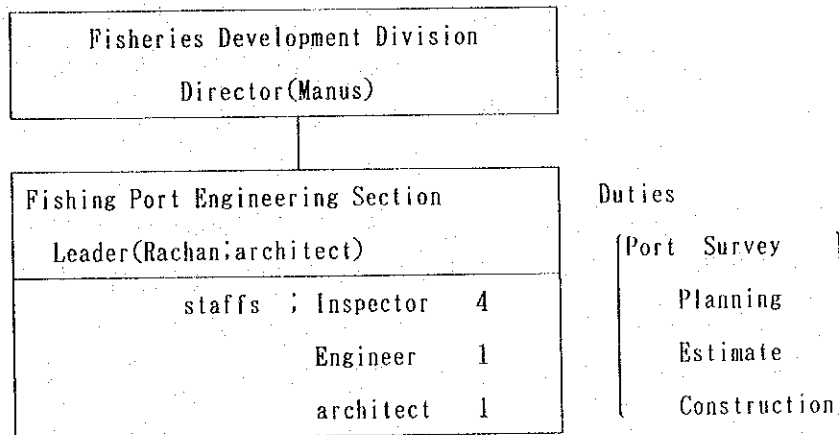 Fisheries Development Division
Director(Manus)
Fishing Port Engineering Section
Leader(Rachan;architect)
staffs ; Inspector 4
Engineer 1
architect 1
Duties
Port Survey
Planning
Estimate
Construction